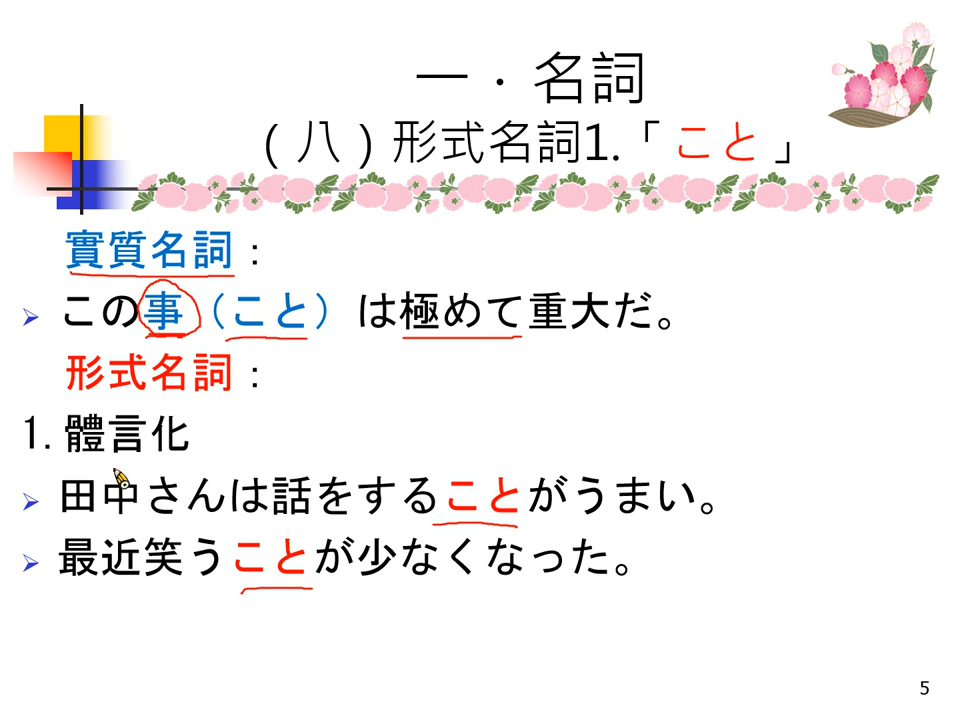 一．名詞
（八）形式名詞1.「こと」
實質名詞：
この事（こと）は極めて重大だ。
形式名詞：
1.體言化
田中さんは話をすることがうまい。
最近笑うことが少なくなった。
5